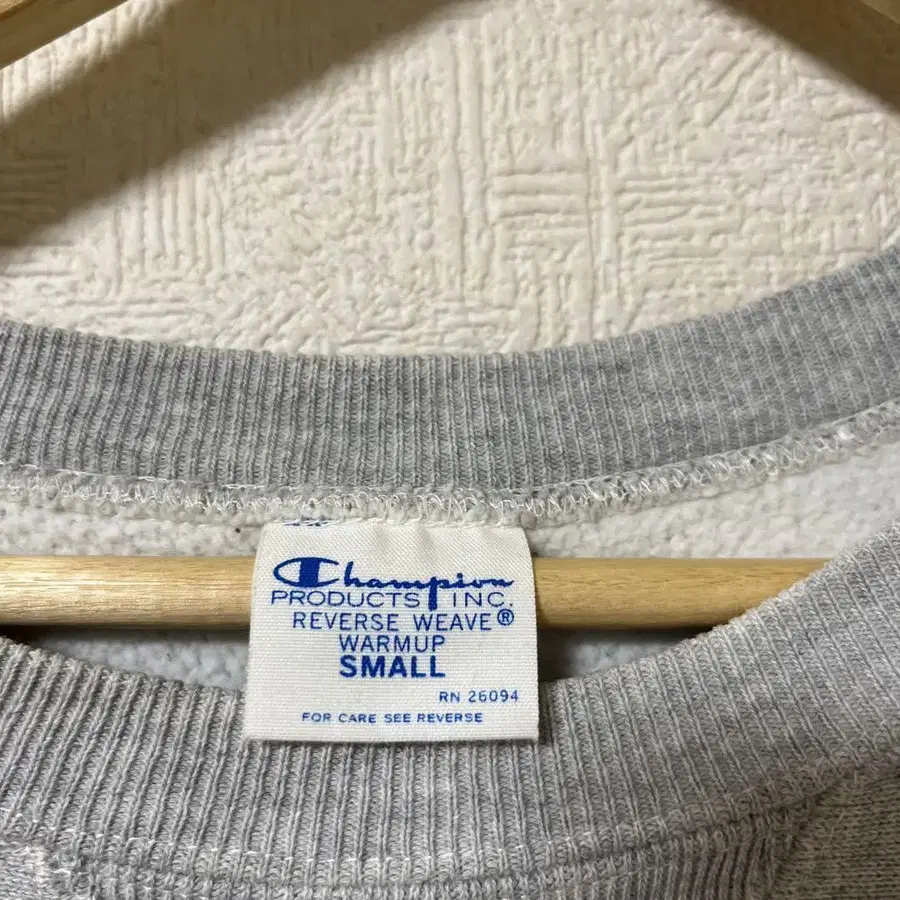 Champion
PRODUCTS INC.
REVERSE WEAVE®
WARMUP
SMALL
RN 26094
FOR CARE SEE REVERSE